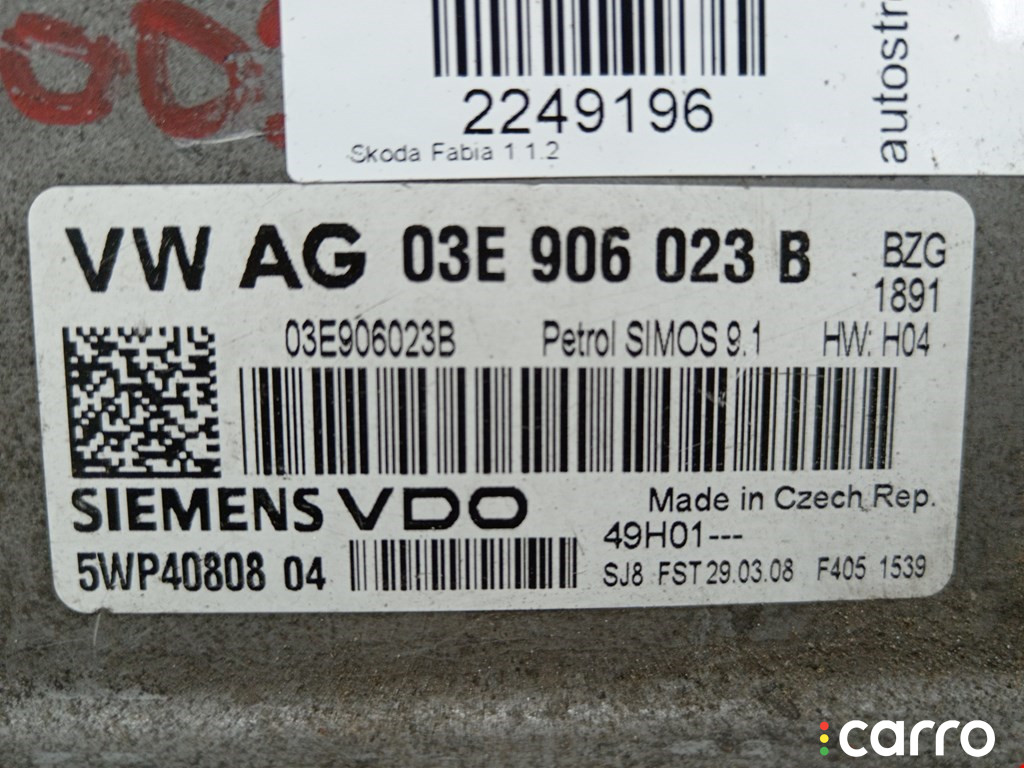 2249196
Skoda Fabia 1 1.2
VW AG 03E 906 023 B BZG
1891
03E906023B Petrol SIMOS 9.1 HW: H04
SIEMENS VDO Made in Czech Rep.
49H01---
5WP40808 04 SJ8 FST 29.03.08 F405 1539
carro